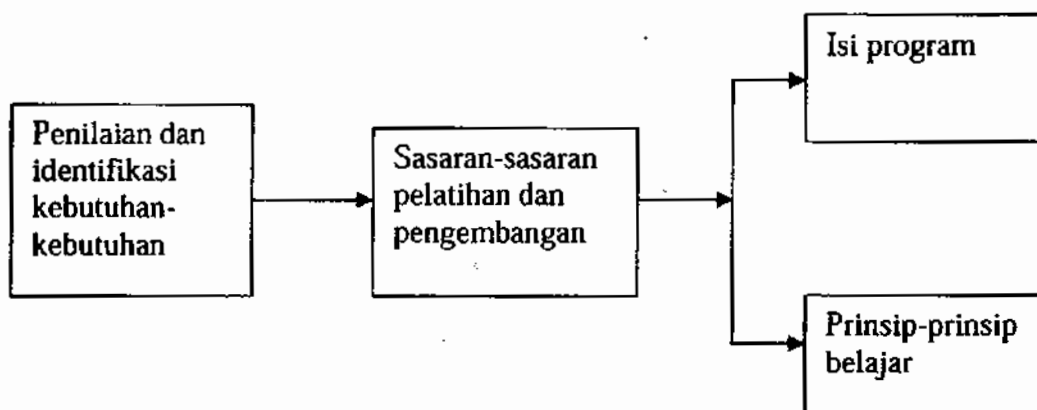 Penilaian dan
identifikasi
kebutuhan-
kebutuhan
Sasaran-sasaran
pelatihan dan
pengembangan
Isi program
Prinsip-prinsip
belajar